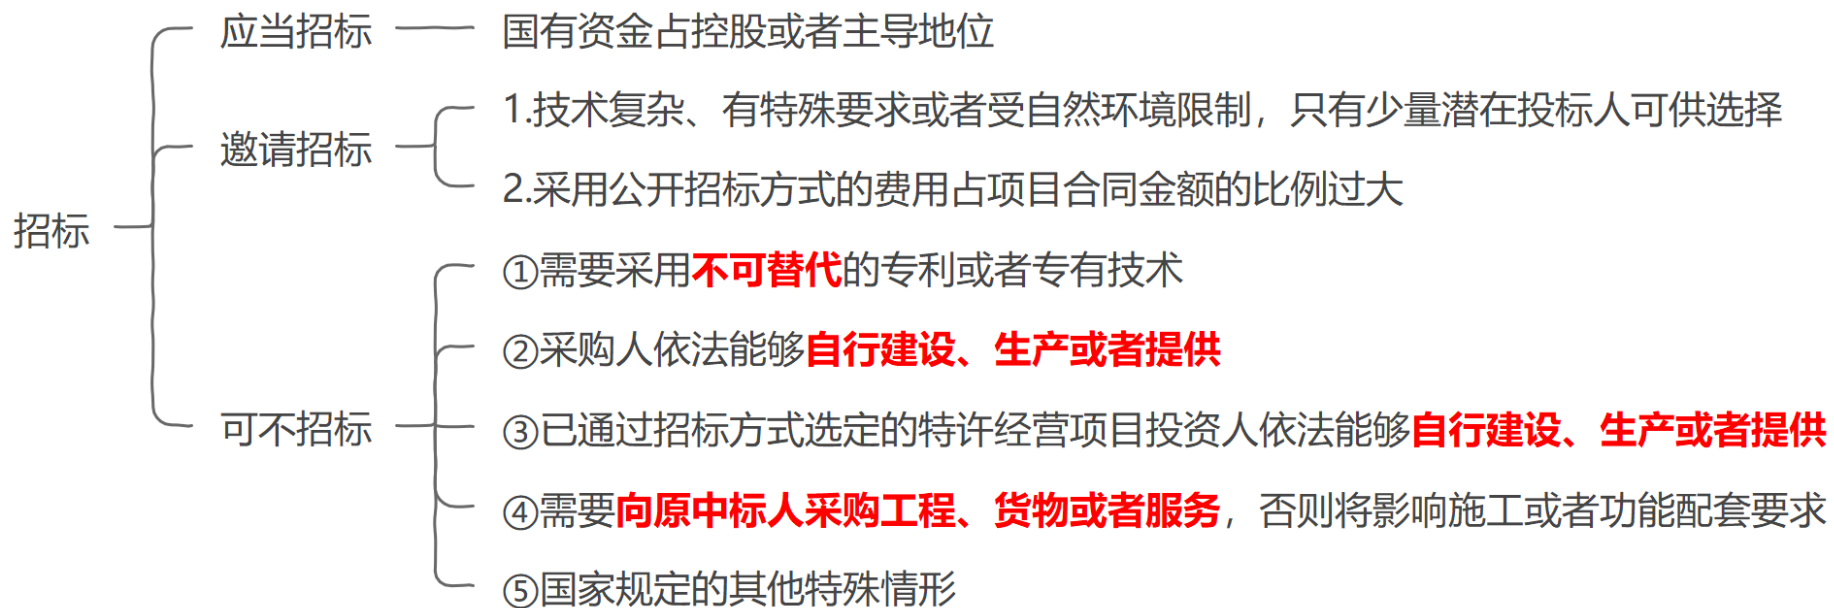 招标
应当招标
国有资金占控股或者主导地位
邀请招标
1.技术复杂、有特殊要求或者受自然环境限制，只有少量潜在投标人可供选择
2.采用公开招标方式的费用占项目合同金额的比例过大
可不招标
①需要采用不可替代的专利或者专有技术
②采购人依法能够自行建设、生产或者提供
③已通过招标方式选定的特许经营项目投资人依法能够自行建设、生产或者提供
④需要向原中标人采购工程、货物或者服务，否则将影响施工或者功能配套要求
⑤国家规定的其他特殊情形